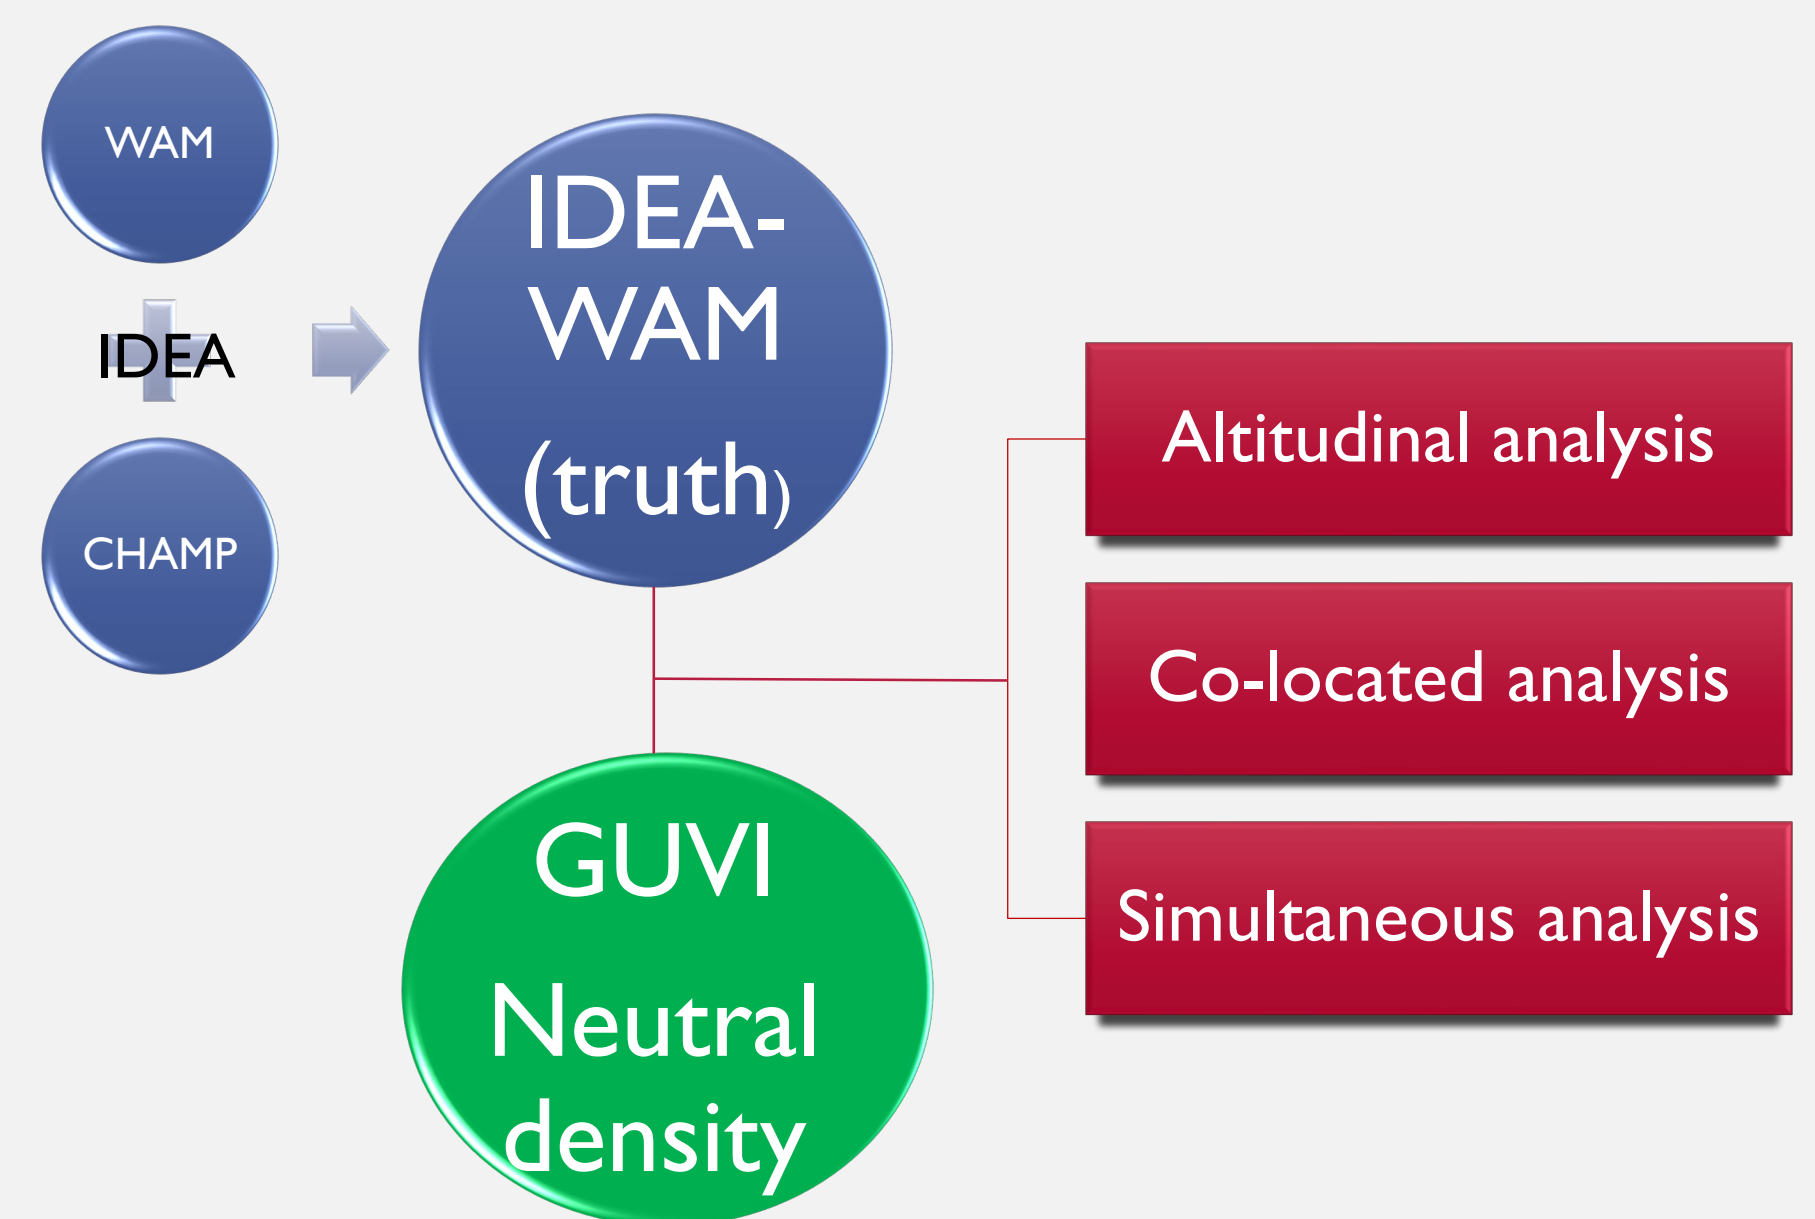 WAM
IDEA
CHAMP
IDEA-
WAM
(truth)
GUVI
Neutral
density
Altitudinal analysis
Co-located analysis
Simultaneous analysis